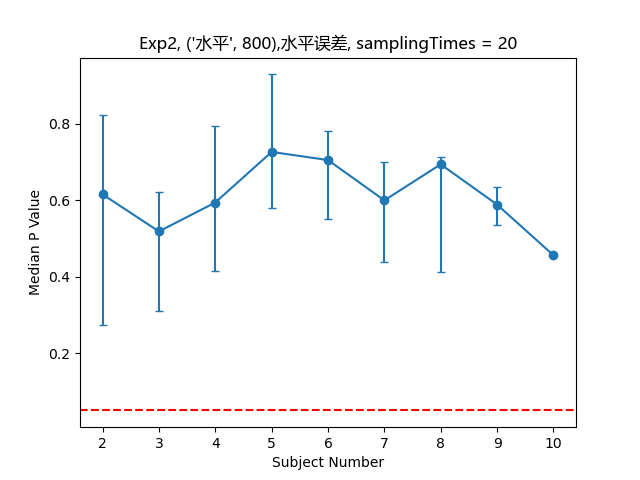 Exp2, ('水平', 800),水平误差, samplingTimes = 20
Median P Value
0.8
0.6
0.4
0.2
2 3 4 5 6 7 8 9 10
Subject Number